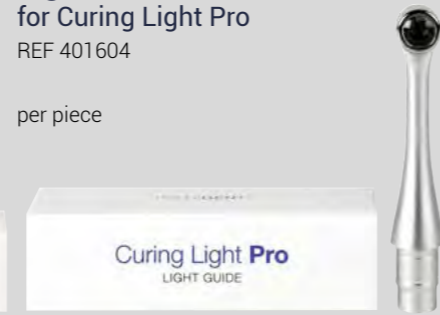 for Curing Light Pro
REF 401604
per piece
Curing Light Pro
LIGHT GUIDE